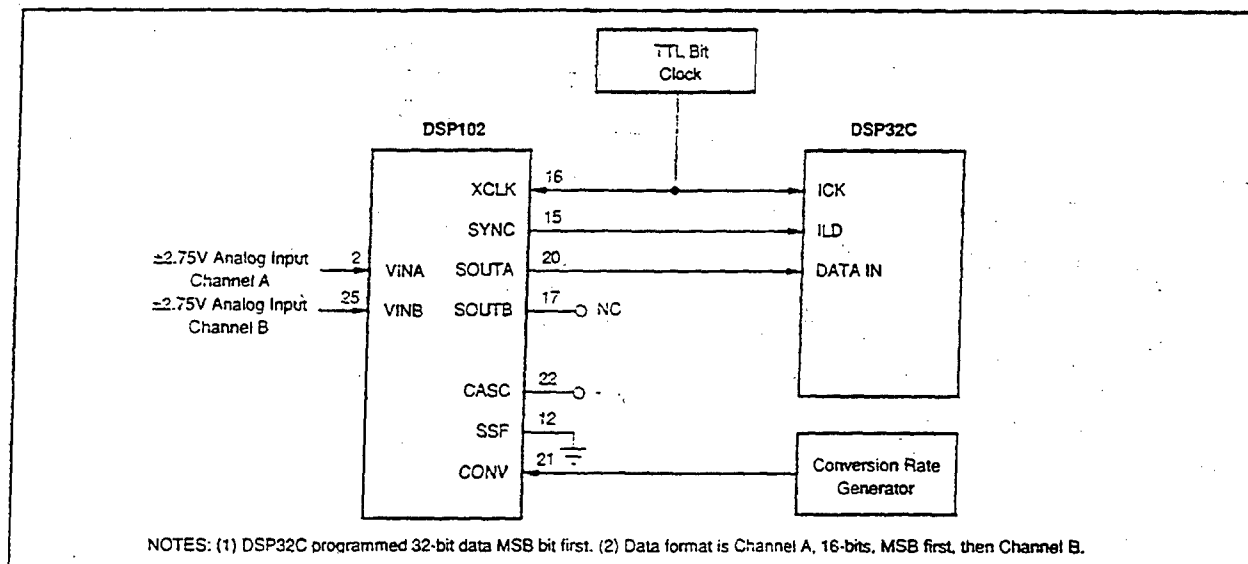 TTL Bit
Clock
DSP102
DSP32C
XCLK
16
ICK
SYNC
15
ILD
±2.75V Analog Input
Channel A
2
VINA
SOUTA
20
DATA IN
±2.75V Analog Input
Channel B
25
VINB
SOUTB
17
NC
CASC
22
SSF
12
CONV
21
Conversion Rate
Generator
NOTES: (1) DSP32C programmed 32-bit data MSB bit first. (2) Data format is Channel A, 16-bits, MSB first, then Channel B.